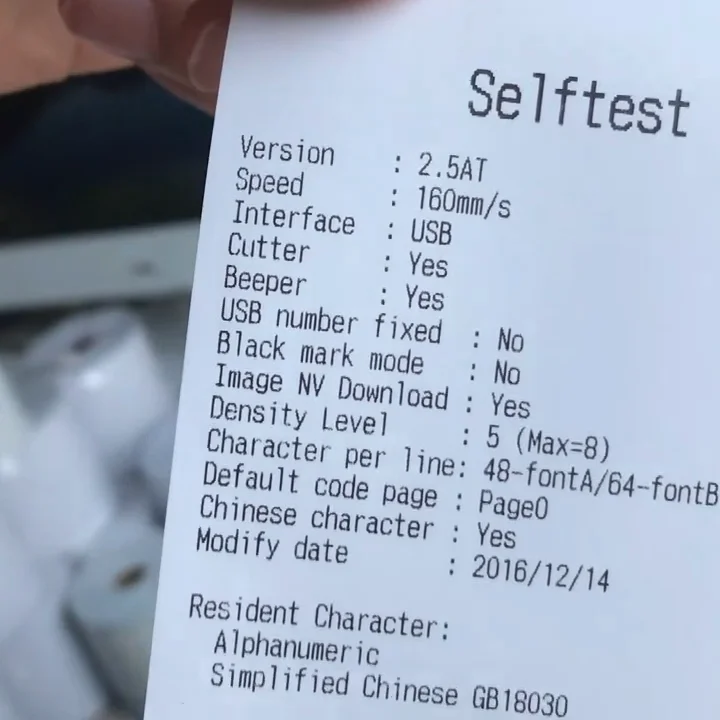 Selftest
Version : 2.5AT
Speed : 160mm/s
Interface : USB
Cutter : Yes
Beeper : Yes
USB number fixed : No
Black mark mode : No
Image NV Download : Yes
Density Level : 5 (Max=8)
Character per line: 48-fontA/64-fontB
Default code page : Page0
Chinese character : Yes
Modify date : 2016/12/14
Resident Character:
Alphanumeric
Simplified Chinese GB18030